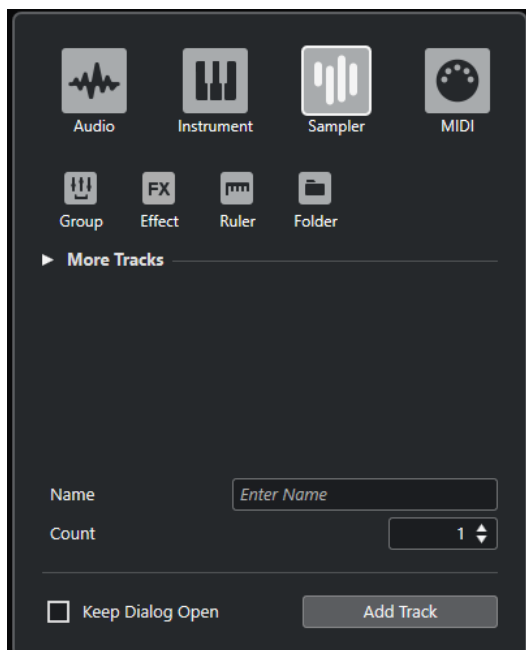 Audio Instrument Sampler MIDI
FX
Group Effect Ruler Folder
More Tracks
Name Enter Name
Count 1
Keep Dialog Open Add Track